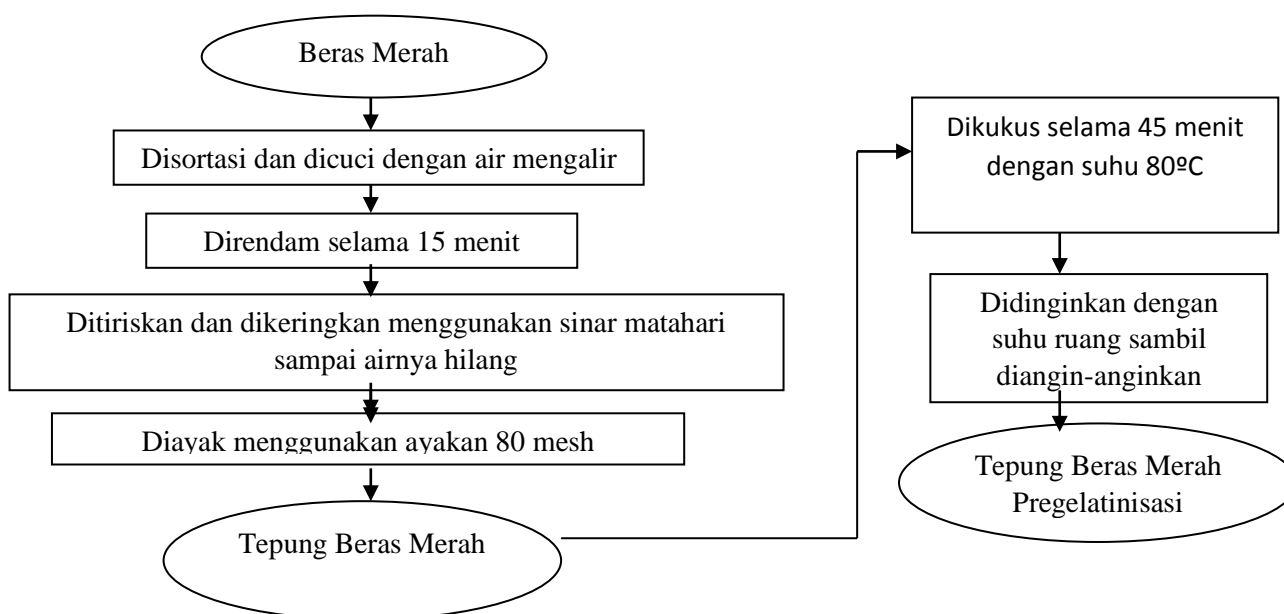 Beras Merah
Disortasi dan dicuci dengan air mengalir
Direndam selama 15 menit
Ditiriskan dan dikeringkan menggunakan sinar matahari
sampai airnya hilang
Diayak menggunakan ayakan 80 mesh
Tepung Beras Merah
Dikukus selama 45 menit
dengan suhu 80ºC
Didinginkan dengan
suhu ruang sambil
diangin-anginkan
Tepung Beras Merah
Pregelatinisasi